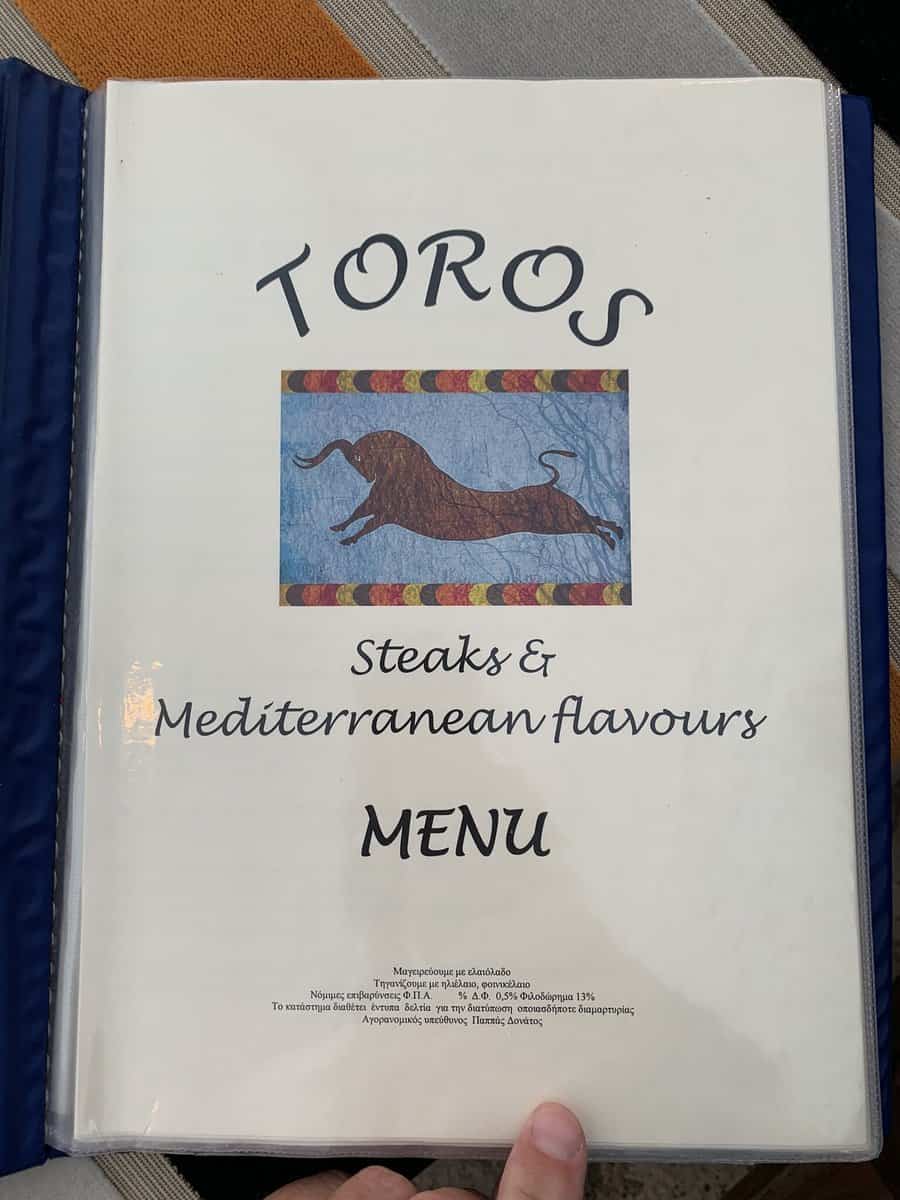 TOROS
Steaks &
Mediterranean flavours
MENU
Μαγειρεύουμε με ελαιόλαδο
Τηγανίζουμε με ηλιέλαιο, φοινικέλαιο
Νόμιμες επιβαρύνσεις Φ.Π.Α. % Δ.Φ. 0,5% Φιλοδώρημα 13%
Το κατάστημα διαθέτει έντυπα δελτία για την διατύπωση οποιασδήποτε διαμαρτυρίας
Αγορανομικός υπεύθυνος Παππάς Δονάτος